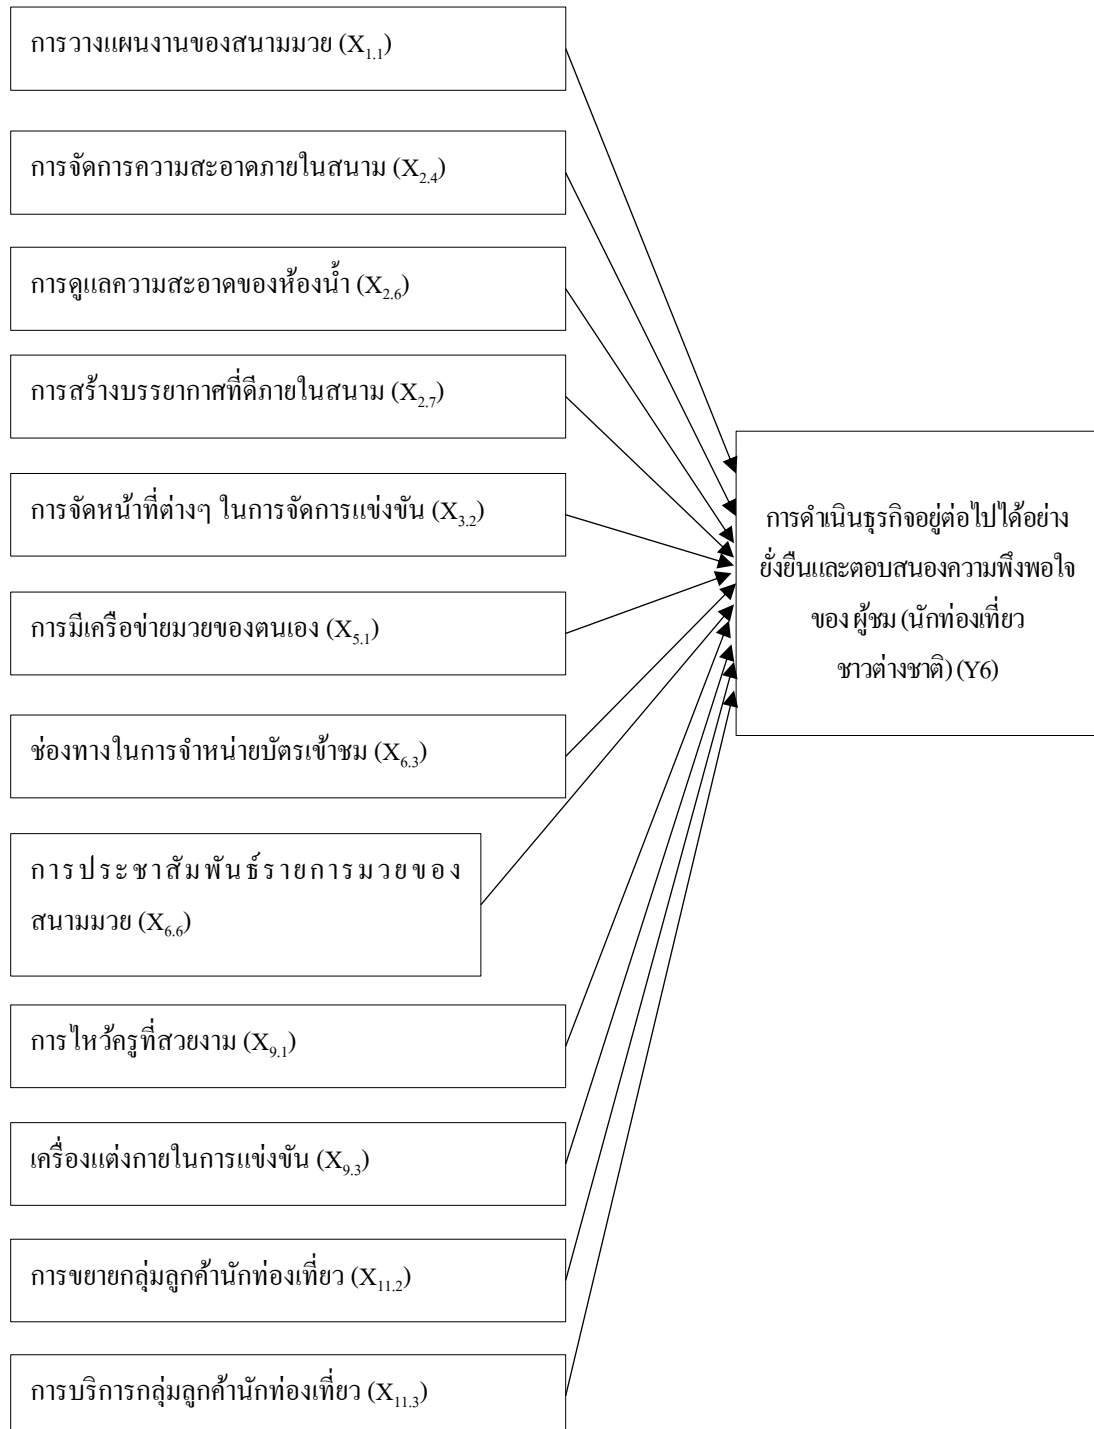 การวางแผนงานของสนามมวย (X1.1)
การจัดการความสะอาดภายในสนาม (X2.4)
การดูแลความสะอาดของห้องน้ำ (X2.6)
การสร้างบรรยากาศที่ดีภายในสนาม (X2.7)
การจัดหน้าที่ต่างๆ ในการจัดการแข่งขัน (X3.2)
การมีเครือข่ายมวยของตนเอง (X5.1)
ช่องทางในการจำหน่ายบัตรเข้าชม (X6.3)
การประชาสัมพันธ์รายการมวยของ
สนามมวย (X6.6)
การไหว้ครูที่สวยงาม (X9.1)
เครื่องแต่งกายในการแข่งขัน (X9.3)
การขยายกลุ่มลูกค้านักท่องเที่ยว (X11.2)
การบริการกลุ่มลูกค้านักท่องเที่ยว (X11.3)
การดำเนินธุรกิจอยู่ต่อไปได้อย่าง
ยั่งยืนและตอบสนองความพึงพอใจ
ของ ผู้ชม (นักท่องเที่ยว
ชาวต่างชาติ) (Y6)